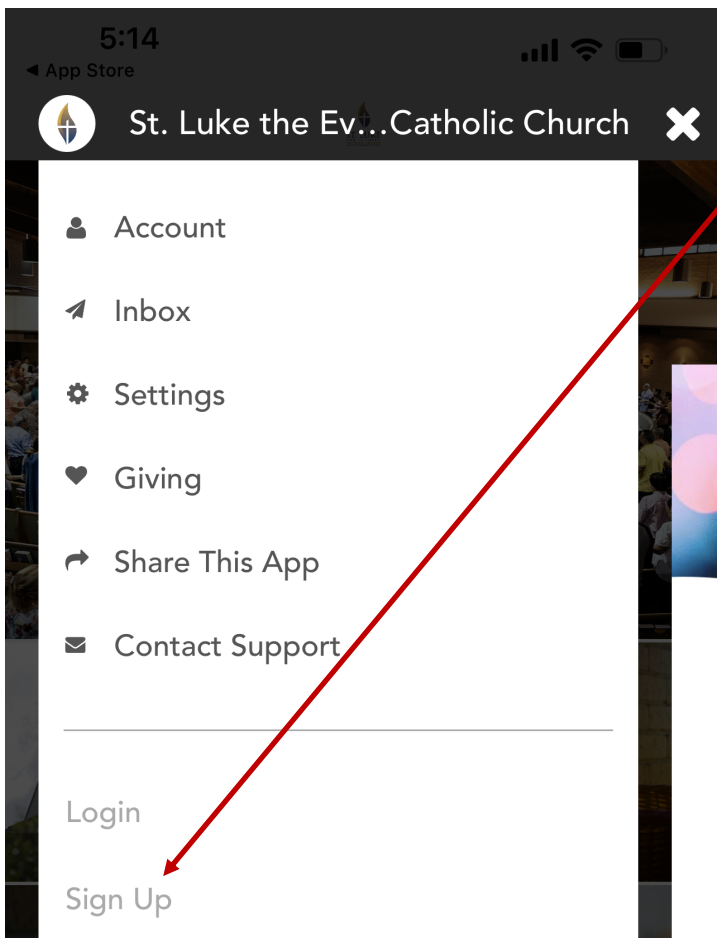 5:14
App Store
St. Luke the Ev...Catholic Church
Account
Inbox
Settings
Giving
Share This App
Contact Support
Login
Sign Up